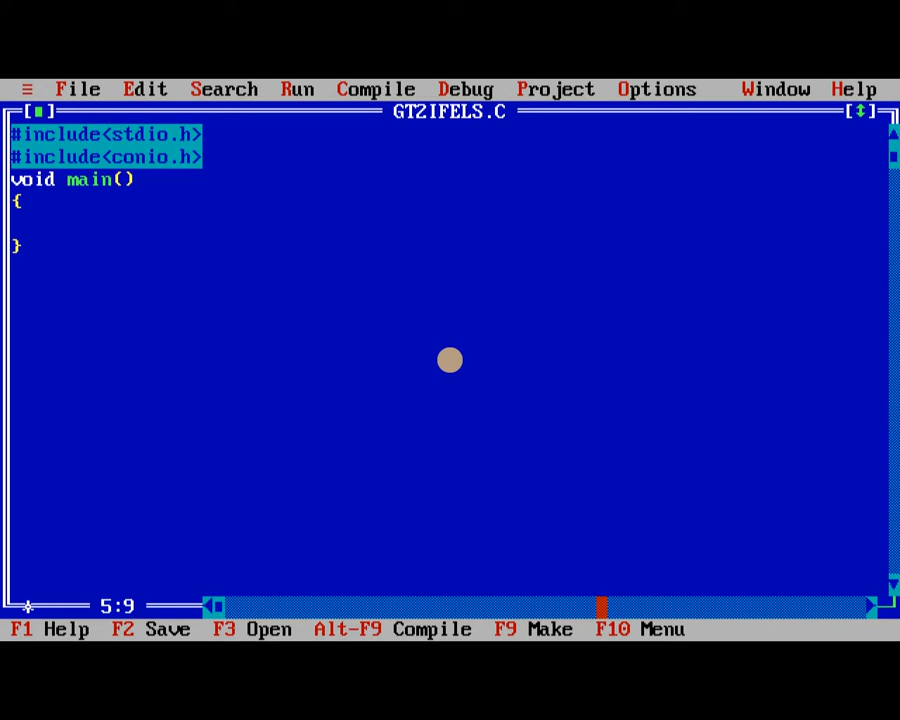 ≡ File Edit Search Run Compile Debug Project Options Window Help
GT2IFELS.C
#include<stdio.h>
#include<conio.h>
void main()
{
}
5:9
F1 Help F2 Save F3 Open Alt-F9 Compile F9 Make F10 Menu